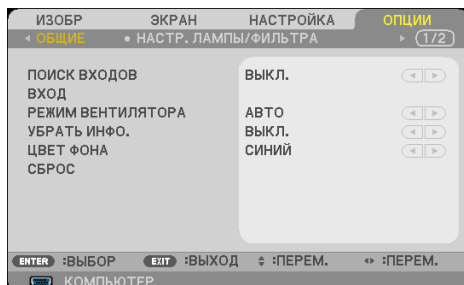 ИЗОБР ЭКРАН НАСТРОЙКА ОПЦИИ
ОБЩИЕ • НАСТР. ЛАМПЫ/ФИЛЬТРА (1/2)
ПОИСК ВХОДОВ ВЫКЛ.
ВХОД
РЕЖИМ ВЕНТИЛЯТОРА АВТО
УБРАТЬ ИНФО. ВЫКЛ.
ЦВЕТ ФОНА СИНИЙ
СБРОС
ENTER :ВЫБОР EXIT :ВЫХОД :ПЕРЕМ. :ПЕРЕМ.
КОМПЬЮТЕР